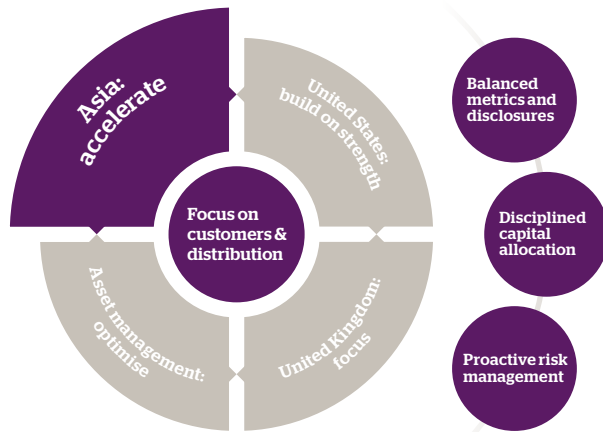 Asia:
accelerate
United States:
build on strength
Focus on
customers &
distribution
Asset management:
optimise
United Kingdom:
focus
Balanced
metrics and
disclosures
Disciplined
capital
allocation
Proactive risk
management